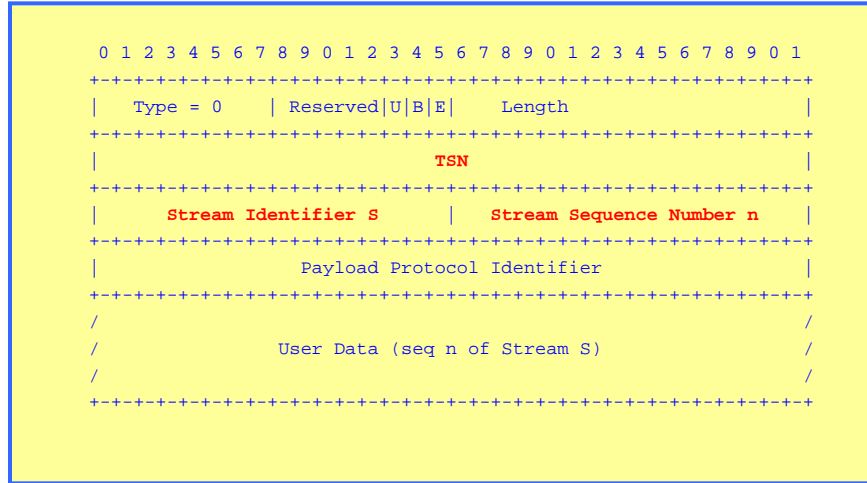 0 1 2 3 4 5 6 7 8 9 0 1 2 3 4 5 6 7 8 9 0 1 2 3 4 5 6 7 8 9 0 1
+-+-+-+-+-+-+-+-+-+-+-+-+-+-+-+-+-+-+-+-+-+-+-+-+-+-+-+-+-+-+-+-+
|   Type = 0    | Reserved|U|B|E|    Length                     |
+-+-+-+-+-+-+-+-+-+-+-+-+-+-+-+-+-+-+-+-+-+-+-+-+-+-+-+-+-+-+-+-+
|                              TSN                              |
+-+-+-+-+-+-+-+-+-+-+-+-+-+-+-+-+-+-+-+-+-+-+-+-+-+-+-+-+-+-+-+-+
|      Stream Identifier S      |   Stream Sequence Number n    |
+-+-+-+-+-+-+-+-+-+-+-+-+-+-+-+-+-+-+-+-+-+-+-+-+-+-+-+-+-+-+-+-+
|                  Payload Protocol Identifier                  |
+-+-+-+-+-+-+-+-+-+-+-+-+-+-+-+-+-+-+-+-+-+-+-+-+-+-+-+-+-+-+-+-+
/                                                               /
/                User Data (seq n of Stream S)                  /
/                                                               /
+-+-+-+-+-+-+-+-+-+-+-+-+-+-+-+-+-+-+-+-+-+-+-+-+-+-+-+-+-+-+-+-+